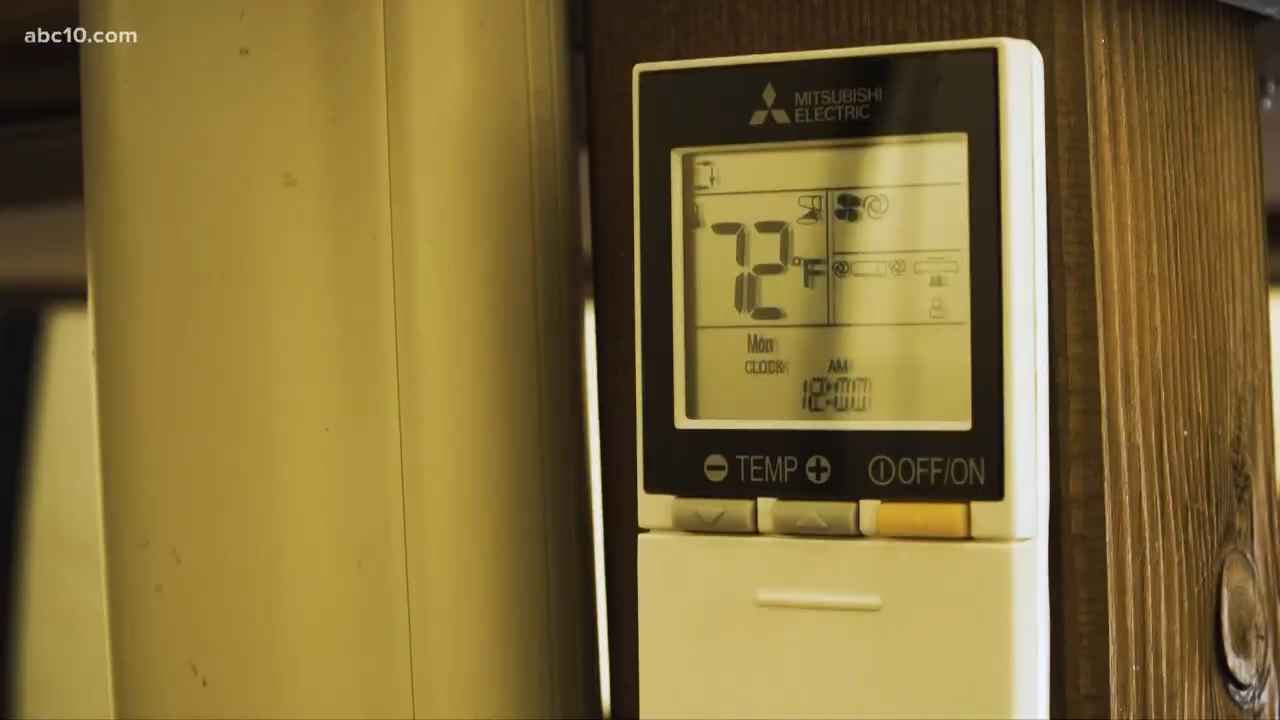 abc10.com
MITSUBISHI
ELECTRIC
72°F
Mon
CLOCK
AM
12:00
TEMP
OFF/ON